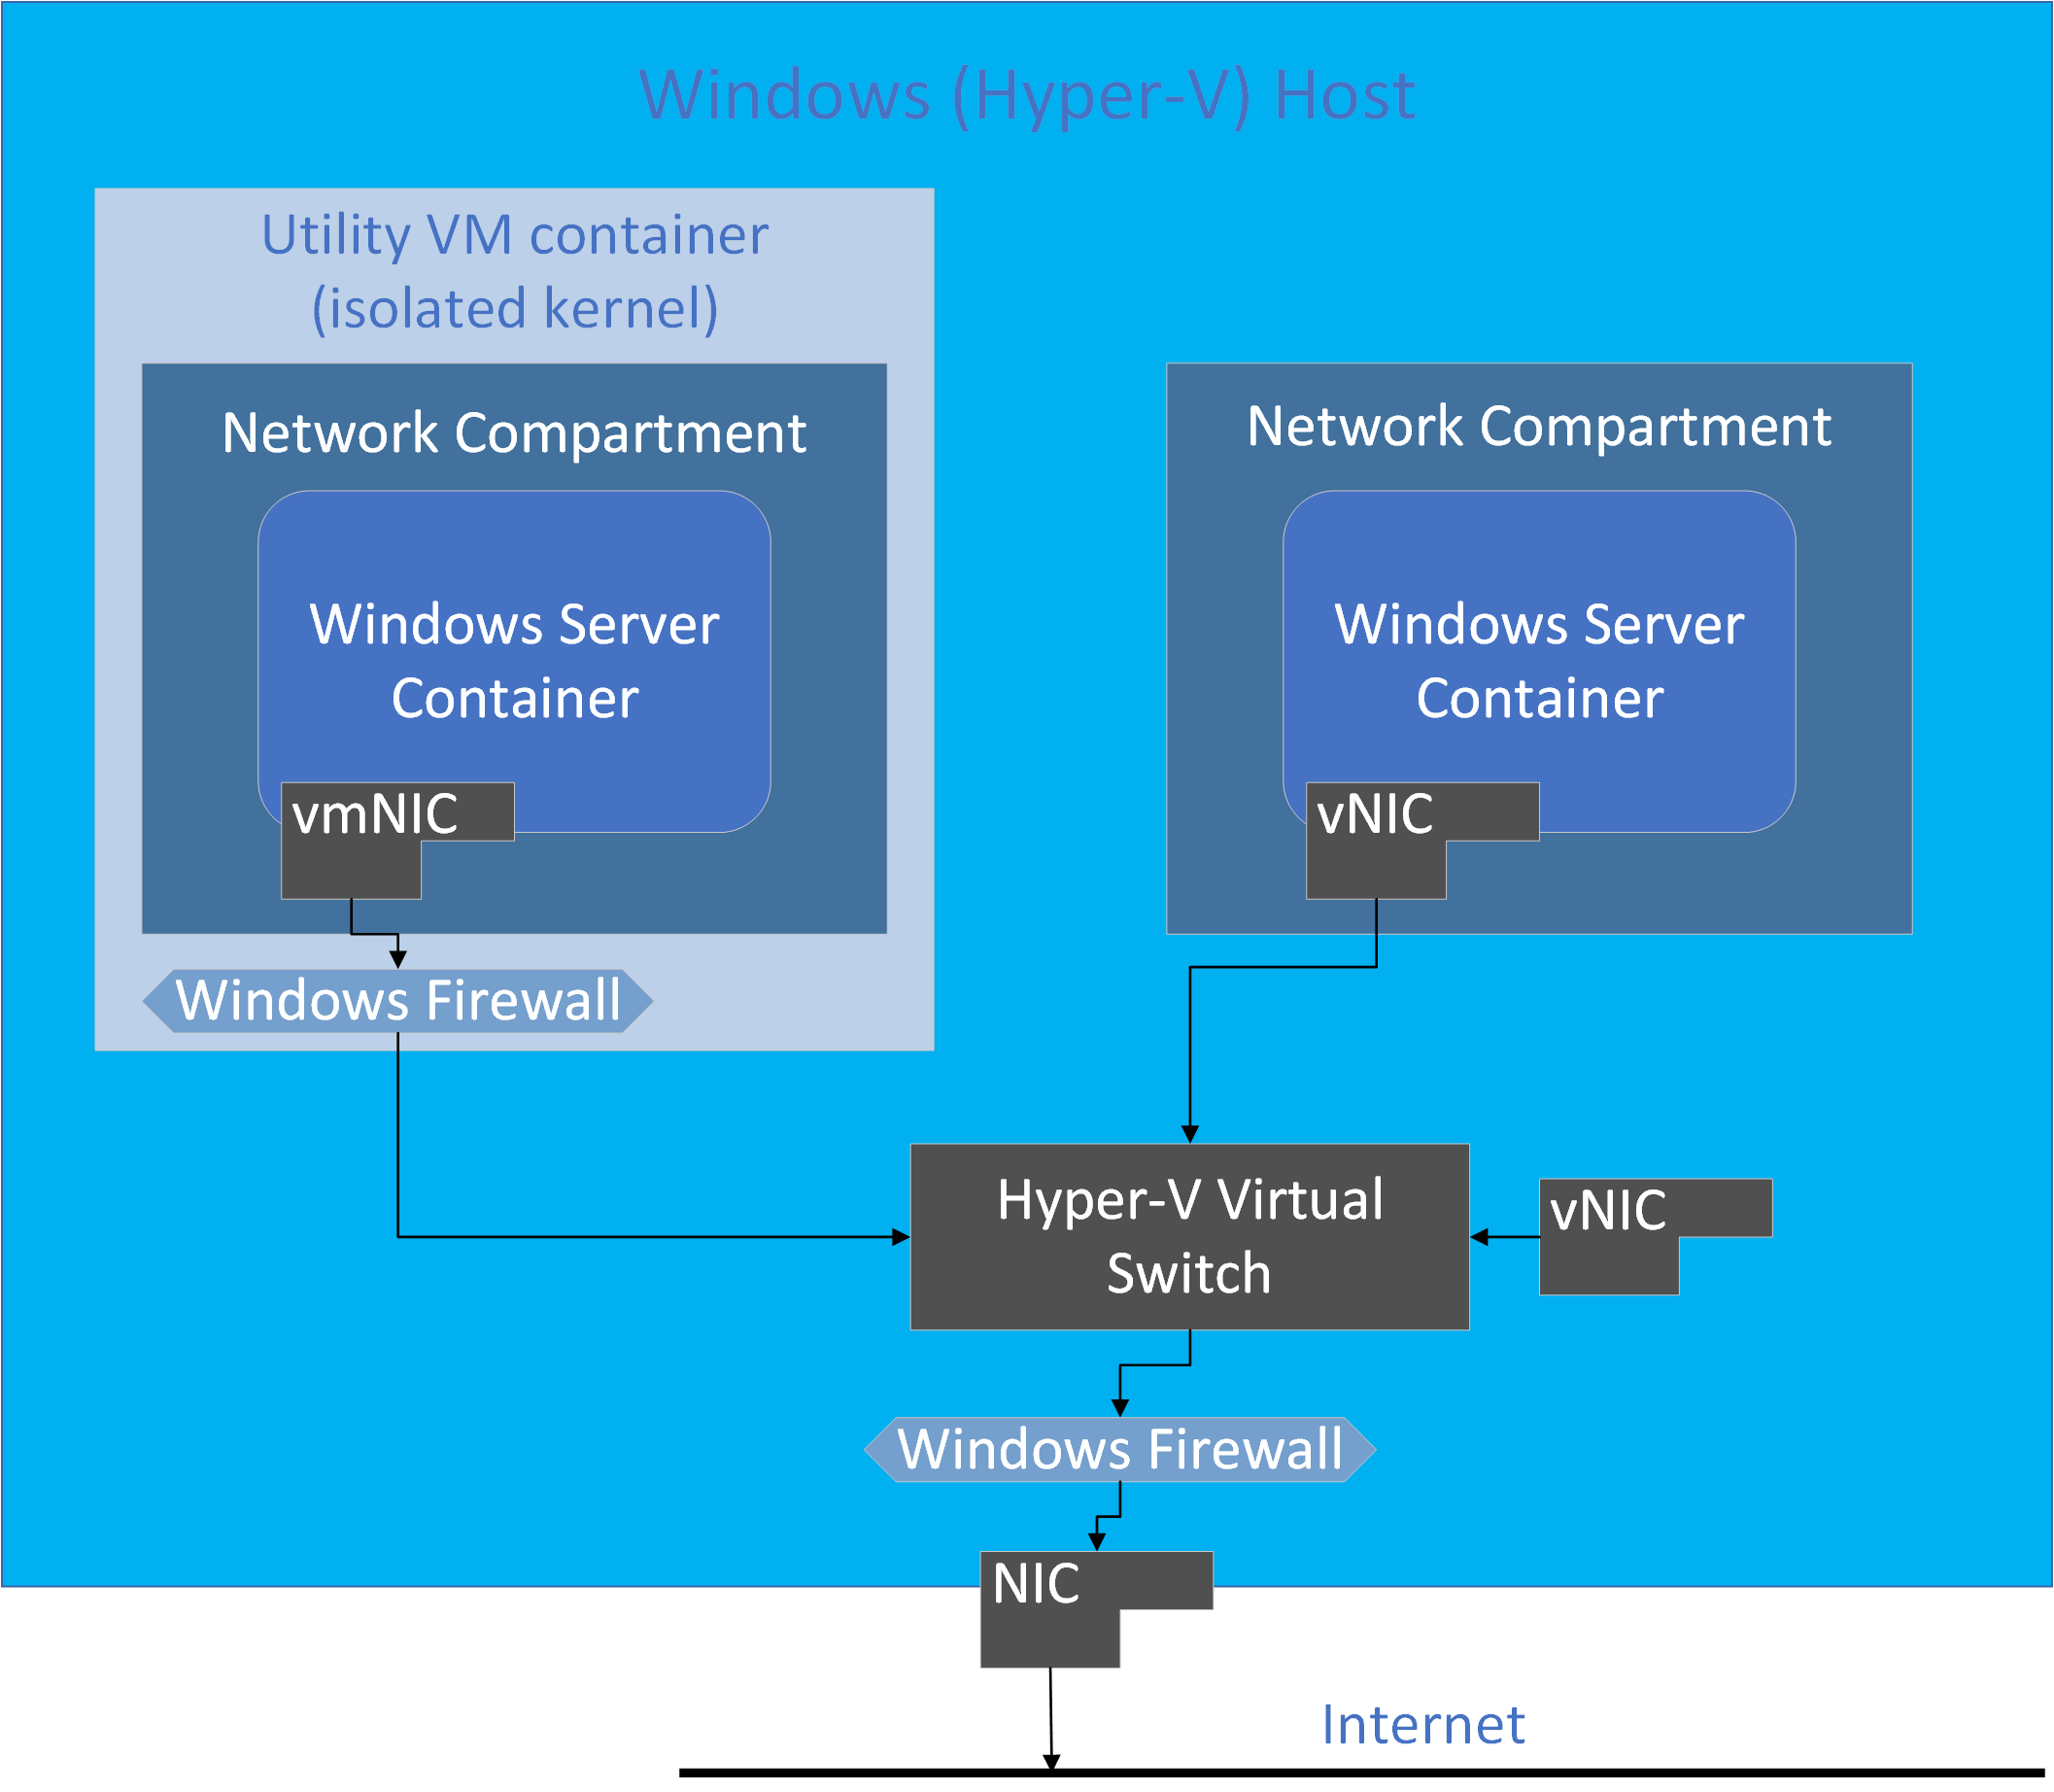 Windows (Hyper-V) Host
Utility VM container
(isolated kernel)
Network Compartment
Windows Server
Container
vmNIC
Windows Firewall
Network Compartment
Windows Server
Container
vNIC
Hyper-V Virtual
Switch
vNIC
Windows Firewall
NIC
Internet